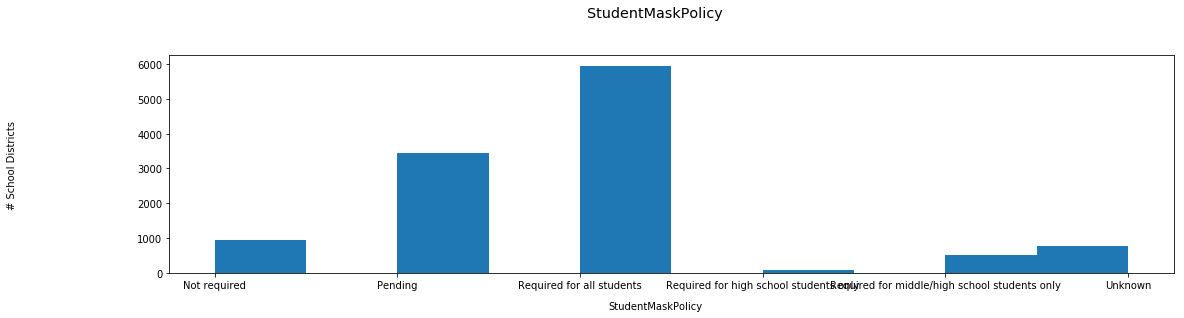 StudentMaskPolicy
# School Districts
6000
5000
4000
3000
2000
1000
0
Not required
Pending
Required for all students
Required for high school students only
Required for middle/high school students only
Unknown
StudentMaskPolicy